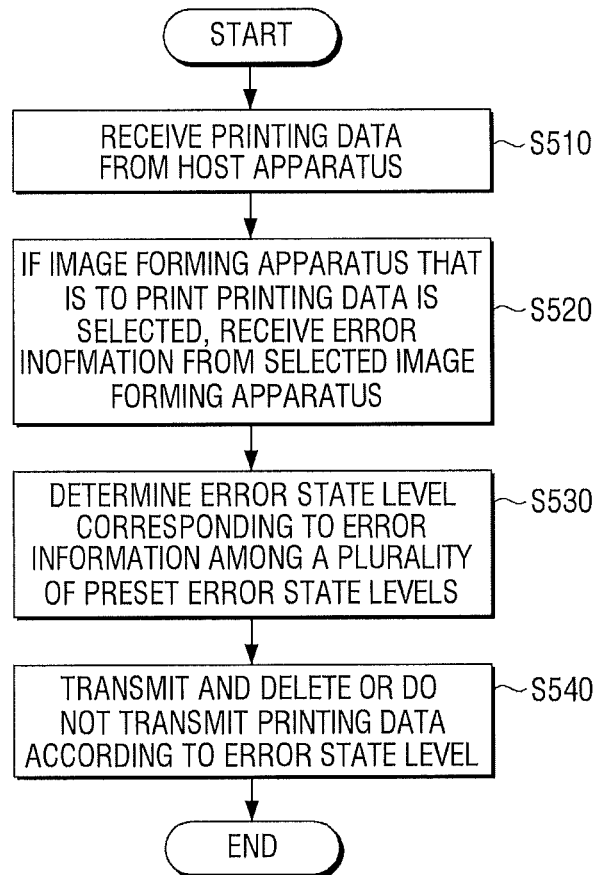 START
RECEIVE PRINTING DATA
FROM HOST APPARATUS
S510
IF IMAGE FORMING APPARATUS THAT
IS TO PRINT PRINTING DATA IS
SELECTED, RECEIVE ERROR
INOFMATION FROM SELECTED IMAGE
FORMING APPARATUS
S520
DETERMINE ERROR STATE LEVEL
CORRESPONDING TO ERROR
INFORMATION AMONG A PLURALITY
OF PRESET ERROR STATE LEVELS
S530
TRANSMIT AND DELETE OR DO
NOT TRANSMIT PRINTING DATA
ACCORDING TO ERROR STATE LEVEL
S540
END